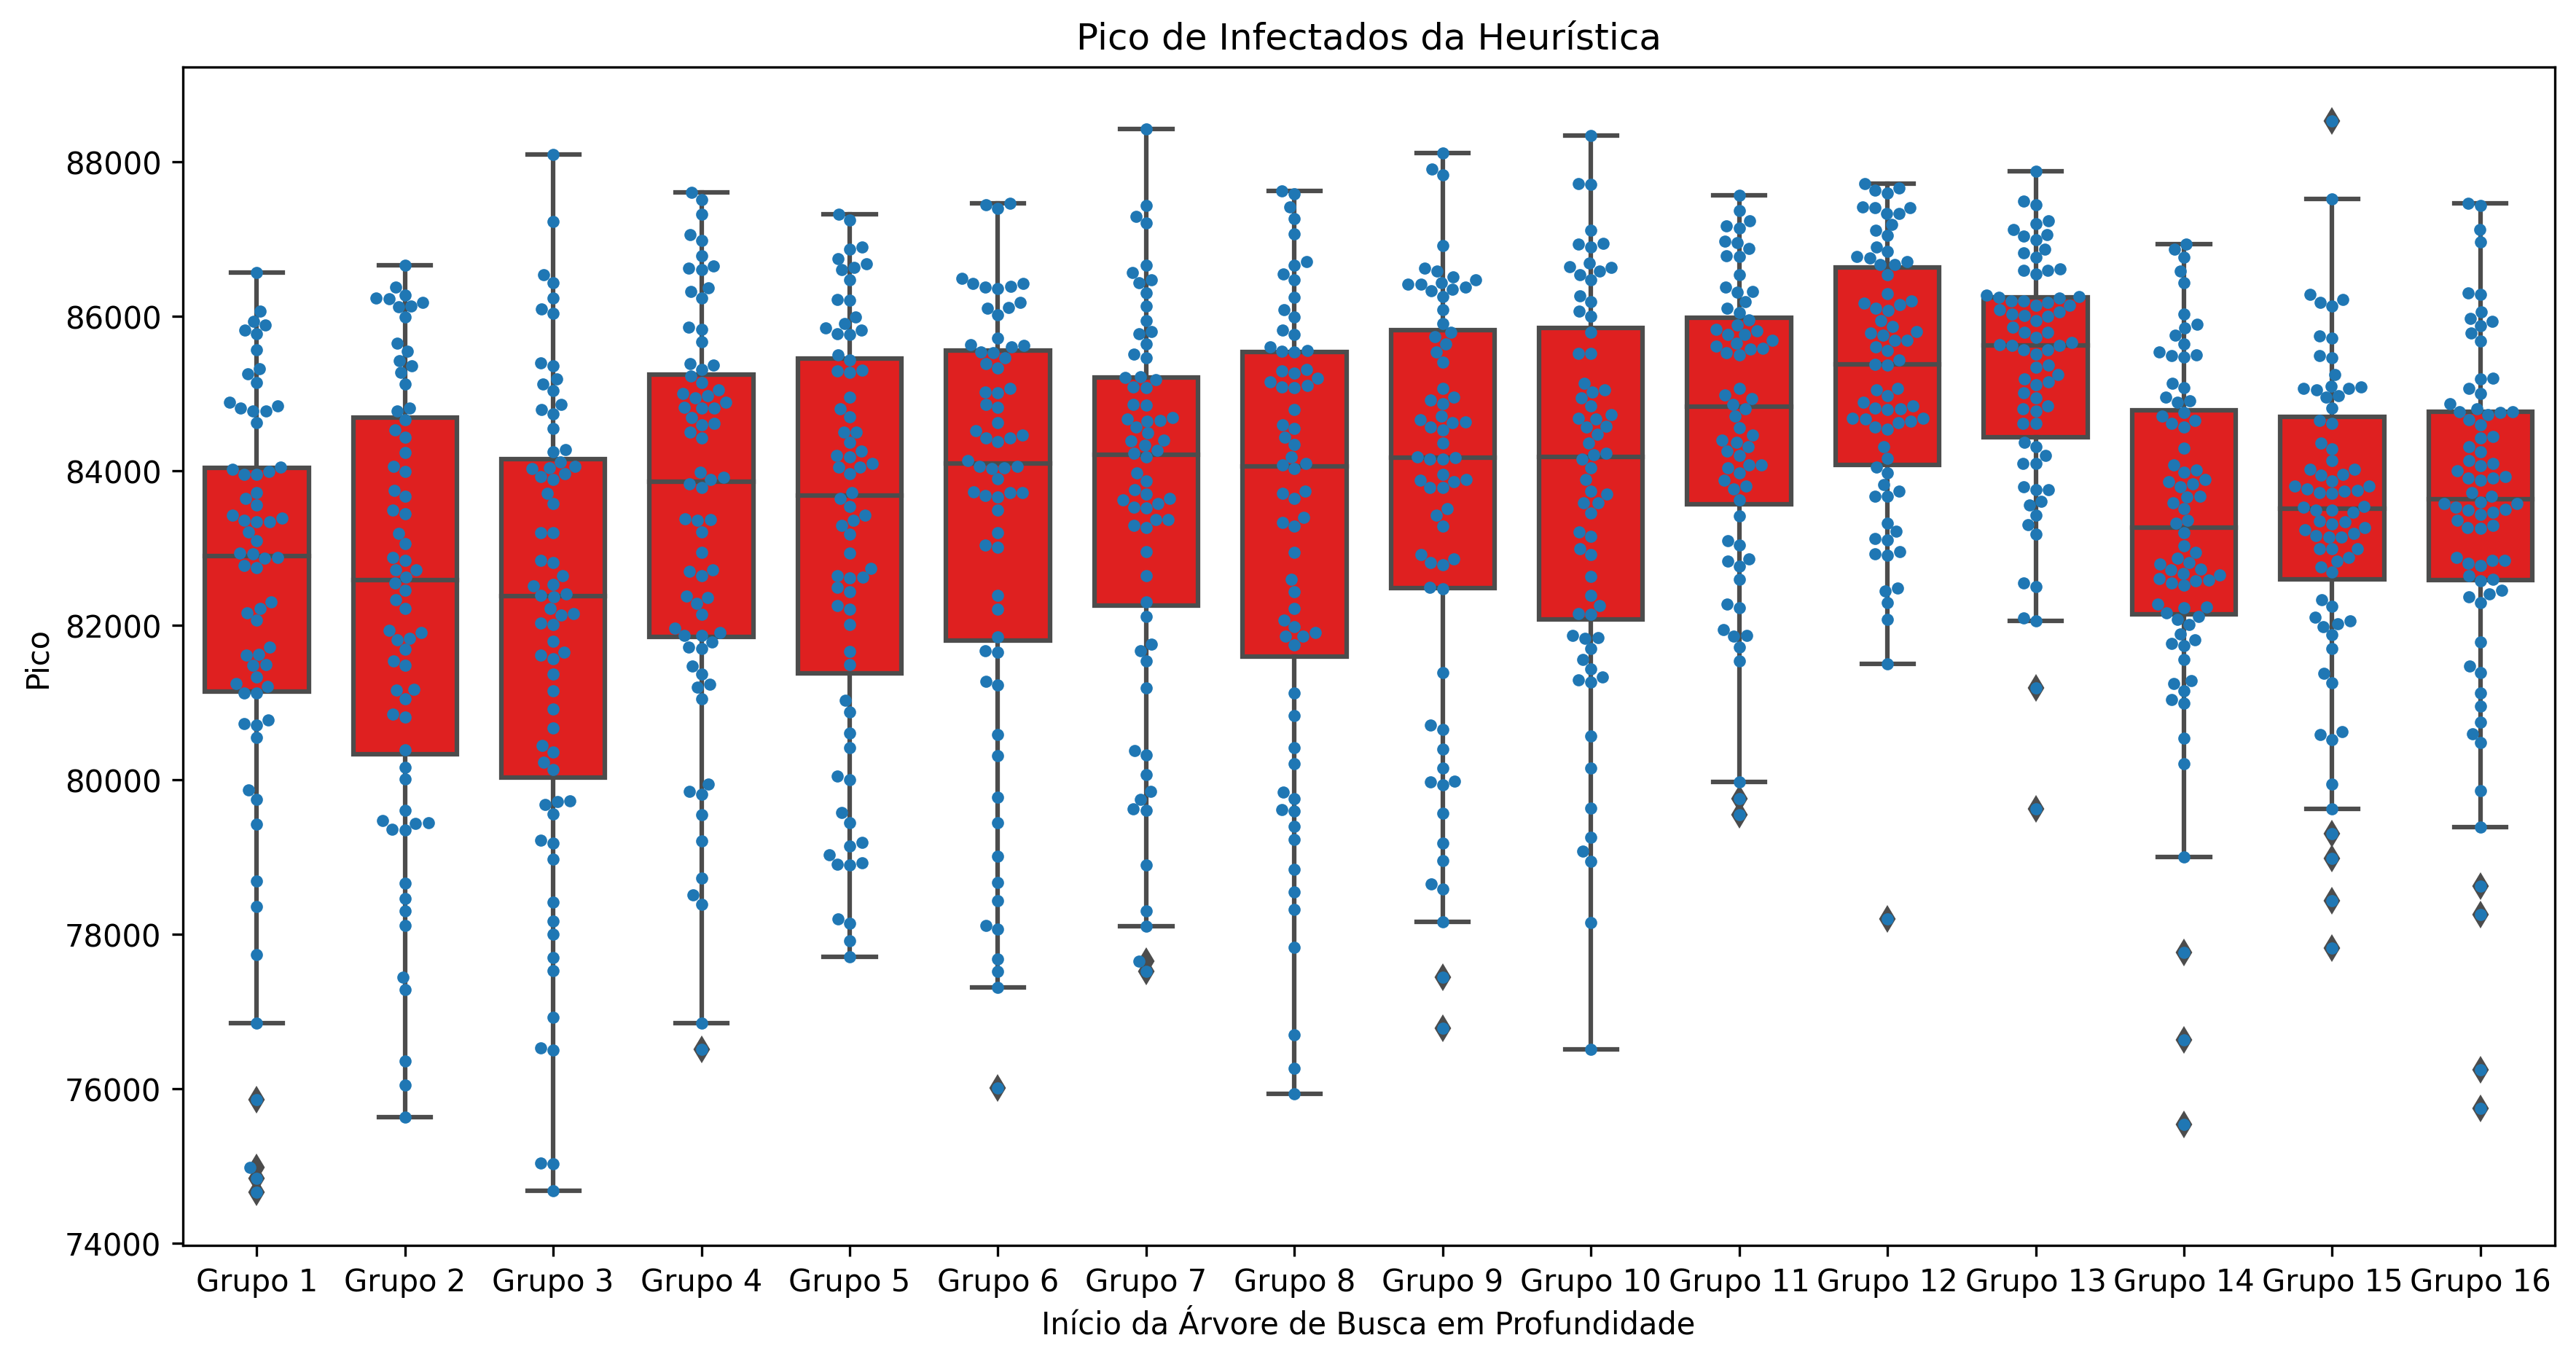 Pico de Infectados da Heurística
Pico
88000
86000
84000
82000
80000
78000
76000
74000
Grupo 1 Grupo 2 Grupo 3 Grupo 4 Grupo 5 Grupo 6 Grupo 7 Grupo 8 Grupo 9 Grupo 10 Grupo 11 Grupo 12 Grupo 13 Grupo 14 Grupo 15 Grupo 16
Início da Árvore de Busca em Profundidade